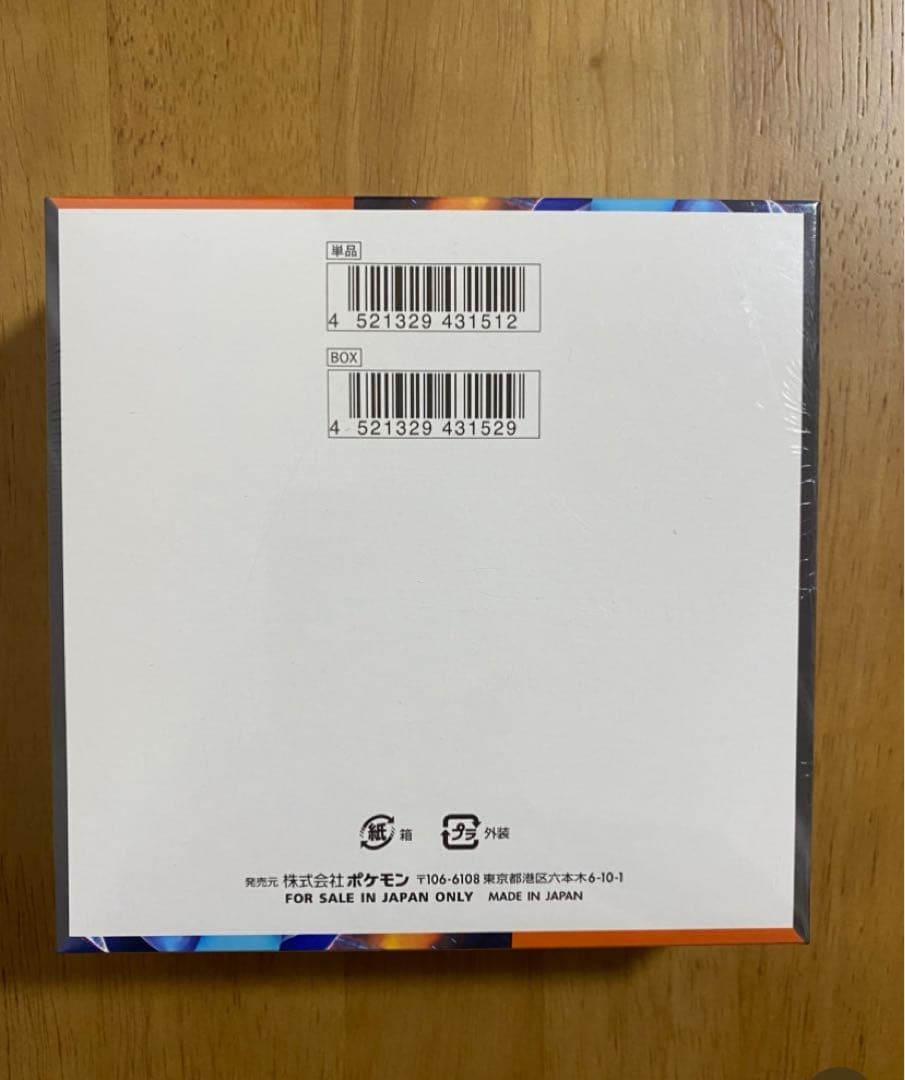 単品
4 521329 431512
BOX
4 521329 431529
紙 箱 プラ 外装
発売元 株式会社 ポケモン 〒106-6108 東京都港区六本木6-10-1
FOR SALE IN JAPAN ONLY MADE IN JAPAN